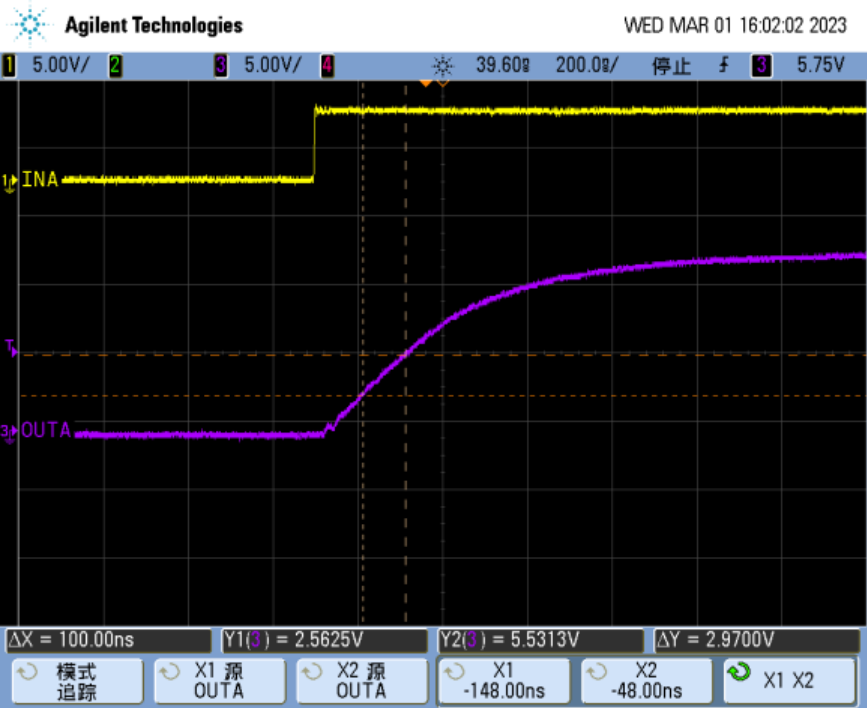 Agilent Technologies
WED MAR 01 16:02:02 2023
1 5.00V/ 2 3 5.00V/ 4 39.60s 200.0s/ 停止 3 5.75V
1 INA
T
3 OUTA
ΔX = 100.00ns
Y1(3) = 2.5625V
Y2(3) = 5.5313V
ΔY = 2.9700V
模式
追踪
X1 源
OUTA
X2 源
OUTA
X1
-148.00ns
X2
-48.00ns
X1 X2